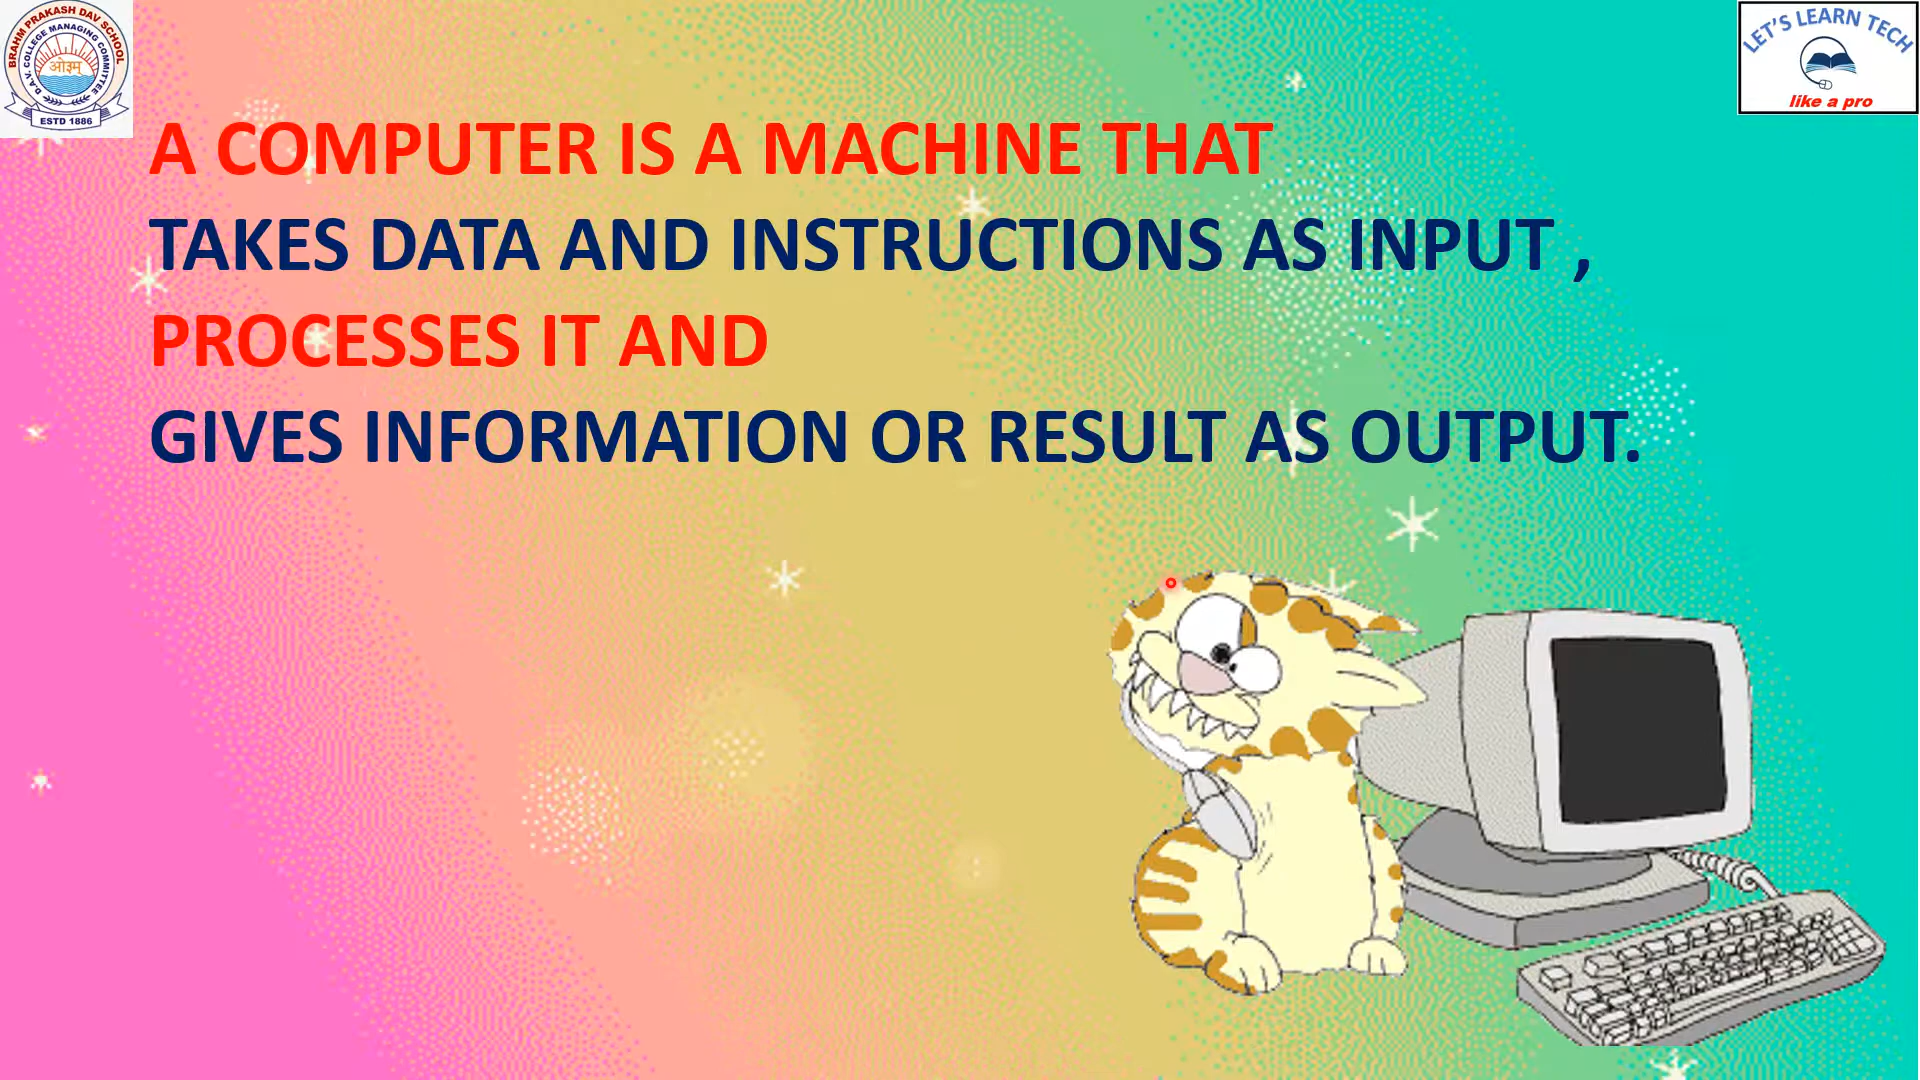 BRAHM PRAKASH DAV SCHOOL
D.A.V. COLLEGE MANAGING COMMITTEE
ओ३म्
ESTD 1886
LET'S LEARN TECH
like a pro
A COMPUTER IS A MACHINE THAT
TAKES DATA AND INSTRUCTIONS AS INPUT ,
PROCESSES IT AND
GIVES INFORMATION OR RESULT AS OUTPUT.